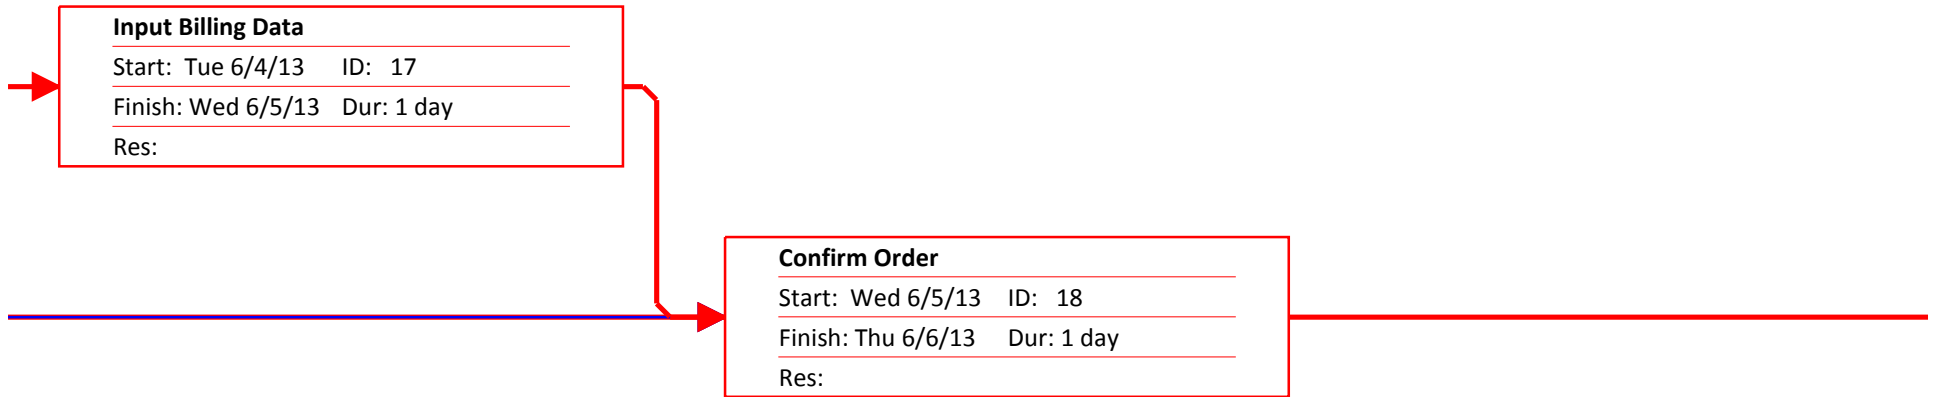 Input Billing Data
Start: Tue 6/4/13 ID: 17
Finish: Wed 6/5/13 Dur: 1 day
Res:
Confirm Order
Start: Wed 6/5/13 ID: 18
Finish: Thu 6/6/13 Dur: 1 day
Res: